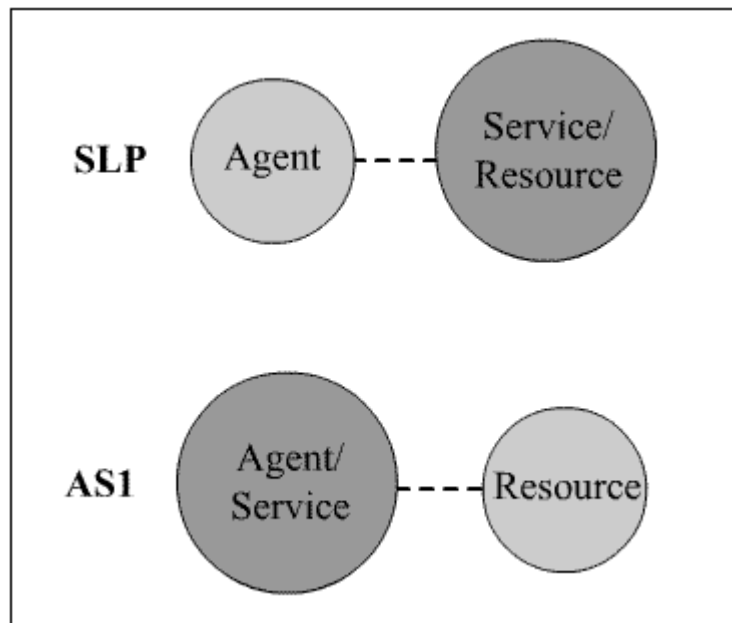 SLP
Agent
Service/
Resource
AS1
Agent/
Service
Resource